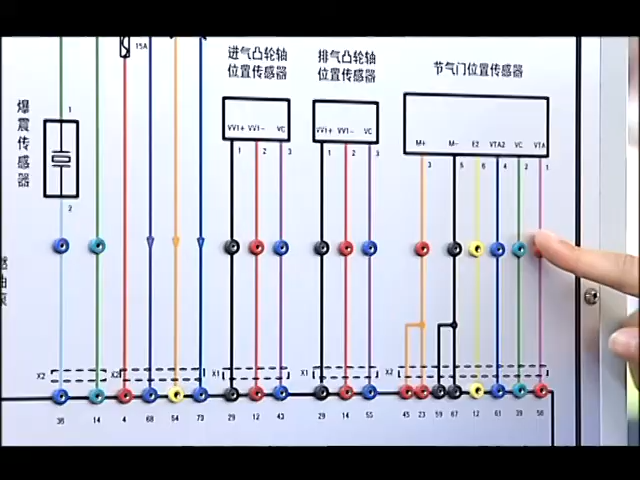 15A
进气凸轮轴
位置传感器
排气凸轮轴
位置传感器
节气门位置传感器
爆震传感器
1
2
VV1+ VV1- VC
1 2 3
VV1+ VV1- VC
1 2 3
M+ M- E2 VTA2 VC VTA
3 5 6 4 2 1
X2 X2 X1 X1 X2
36 14 4 68 54 73 29 12 43 29 14 55 45 23 59 67 12 61 39 56